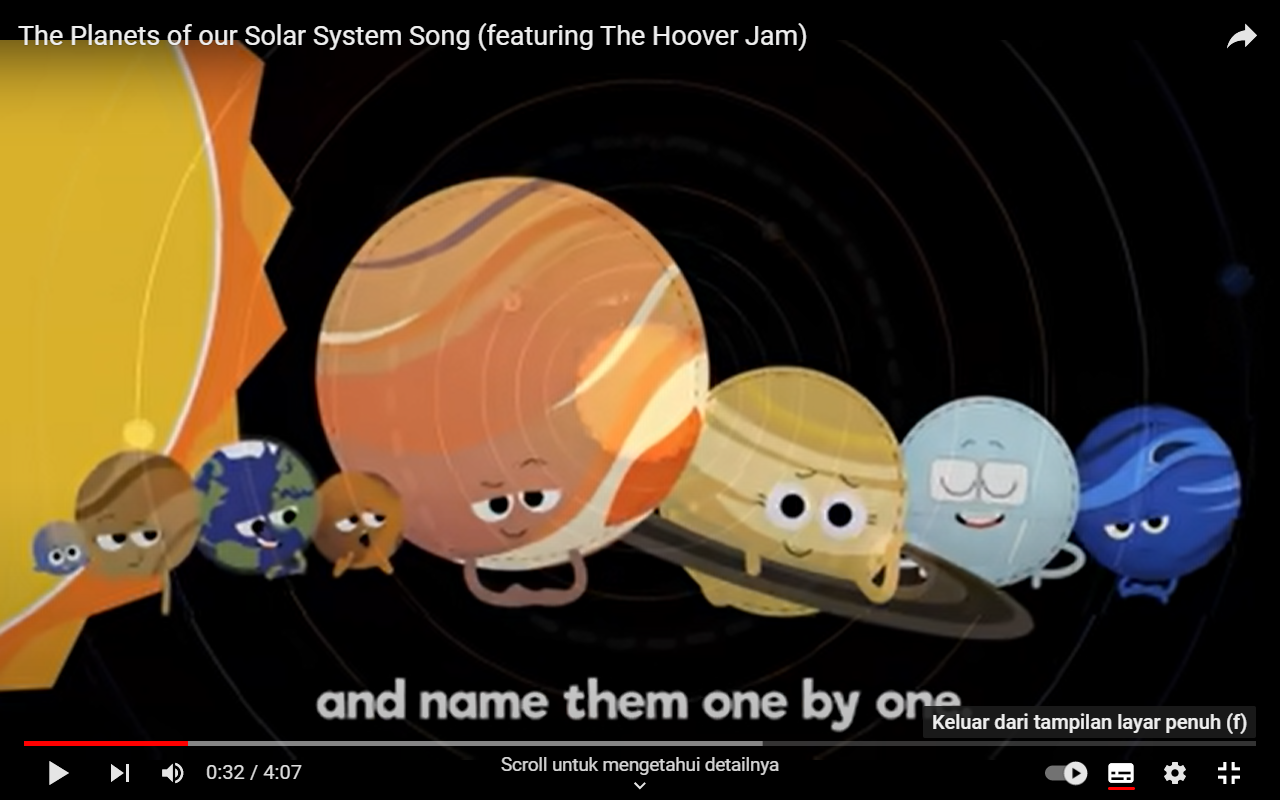 The Planets of our Solar System Song (featuring The Hoover Jam)
and name them one by one.
Keluar dari tampilan layar penuh (f)
0:32 / 4:07
Scroll untuk mengetahui detailnya